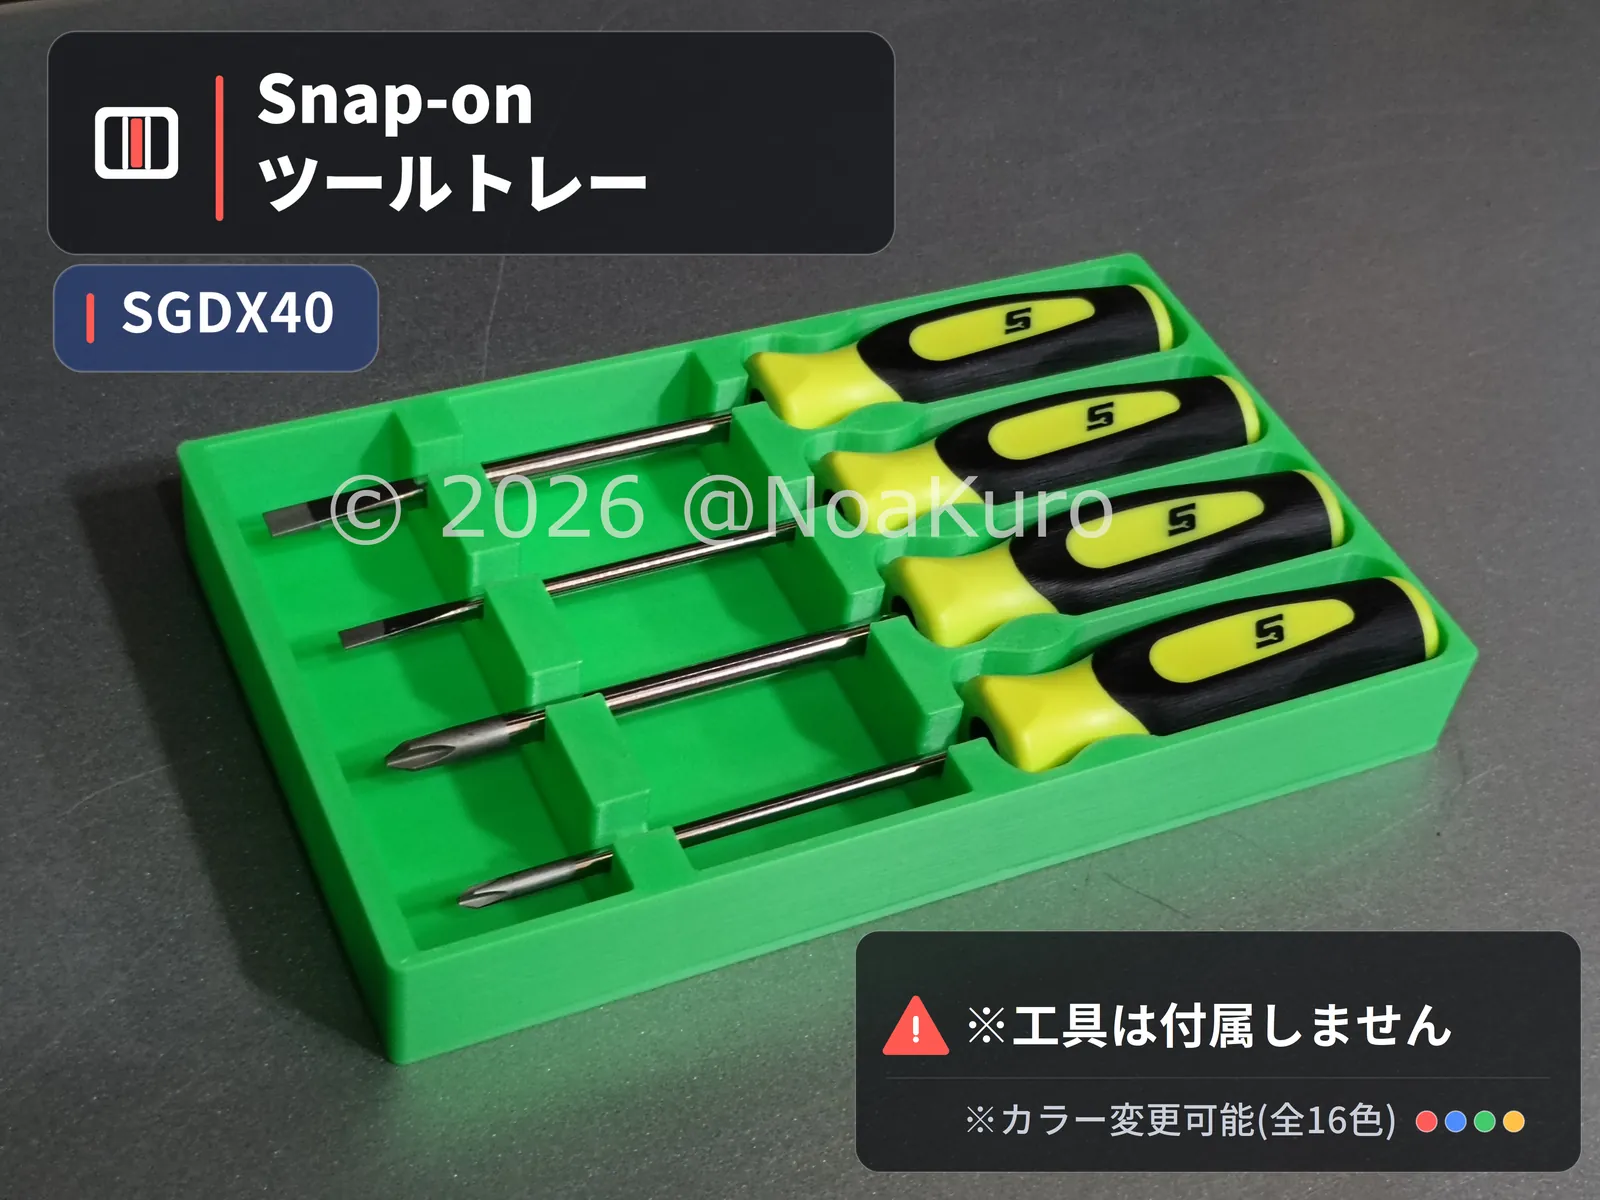 Snap-on
ツールトレー
SGDX40
© 2026 @NoaKuro
※工具は付属しません
※カラー変更可能(全16色)